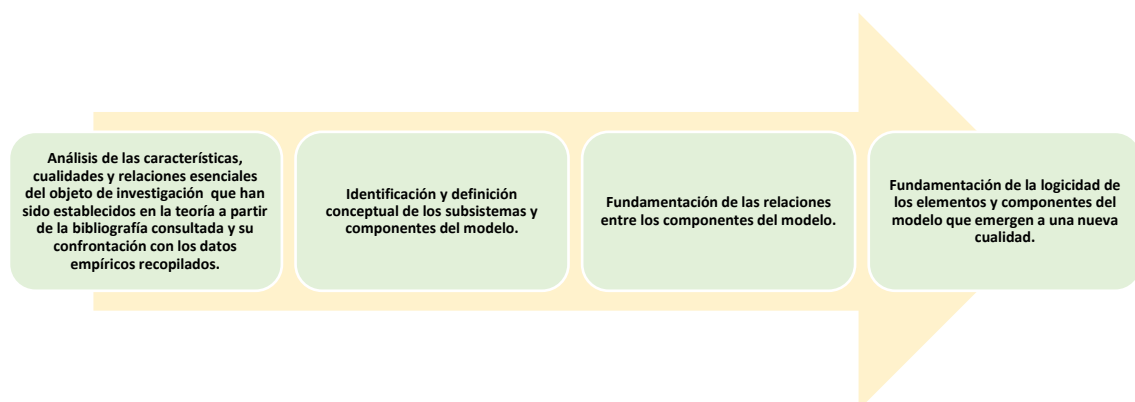 Análisis de las características,
cualidades y relaciones esenciales
del objeto de investigación que han
sido establecidos en la teoría a partir
de la bibliografía consultada y su
confrontación con los datos
empíricos recopilados.
Identificación y definición
conceptual de los subsistemas y
componentes del modelo.
Fundamentación de las relaciones
entre los componentes del modelo.
Fundamentación de la logicidad de
los elementos y componentes del
modelo que emergen a una nueva
cualidad.